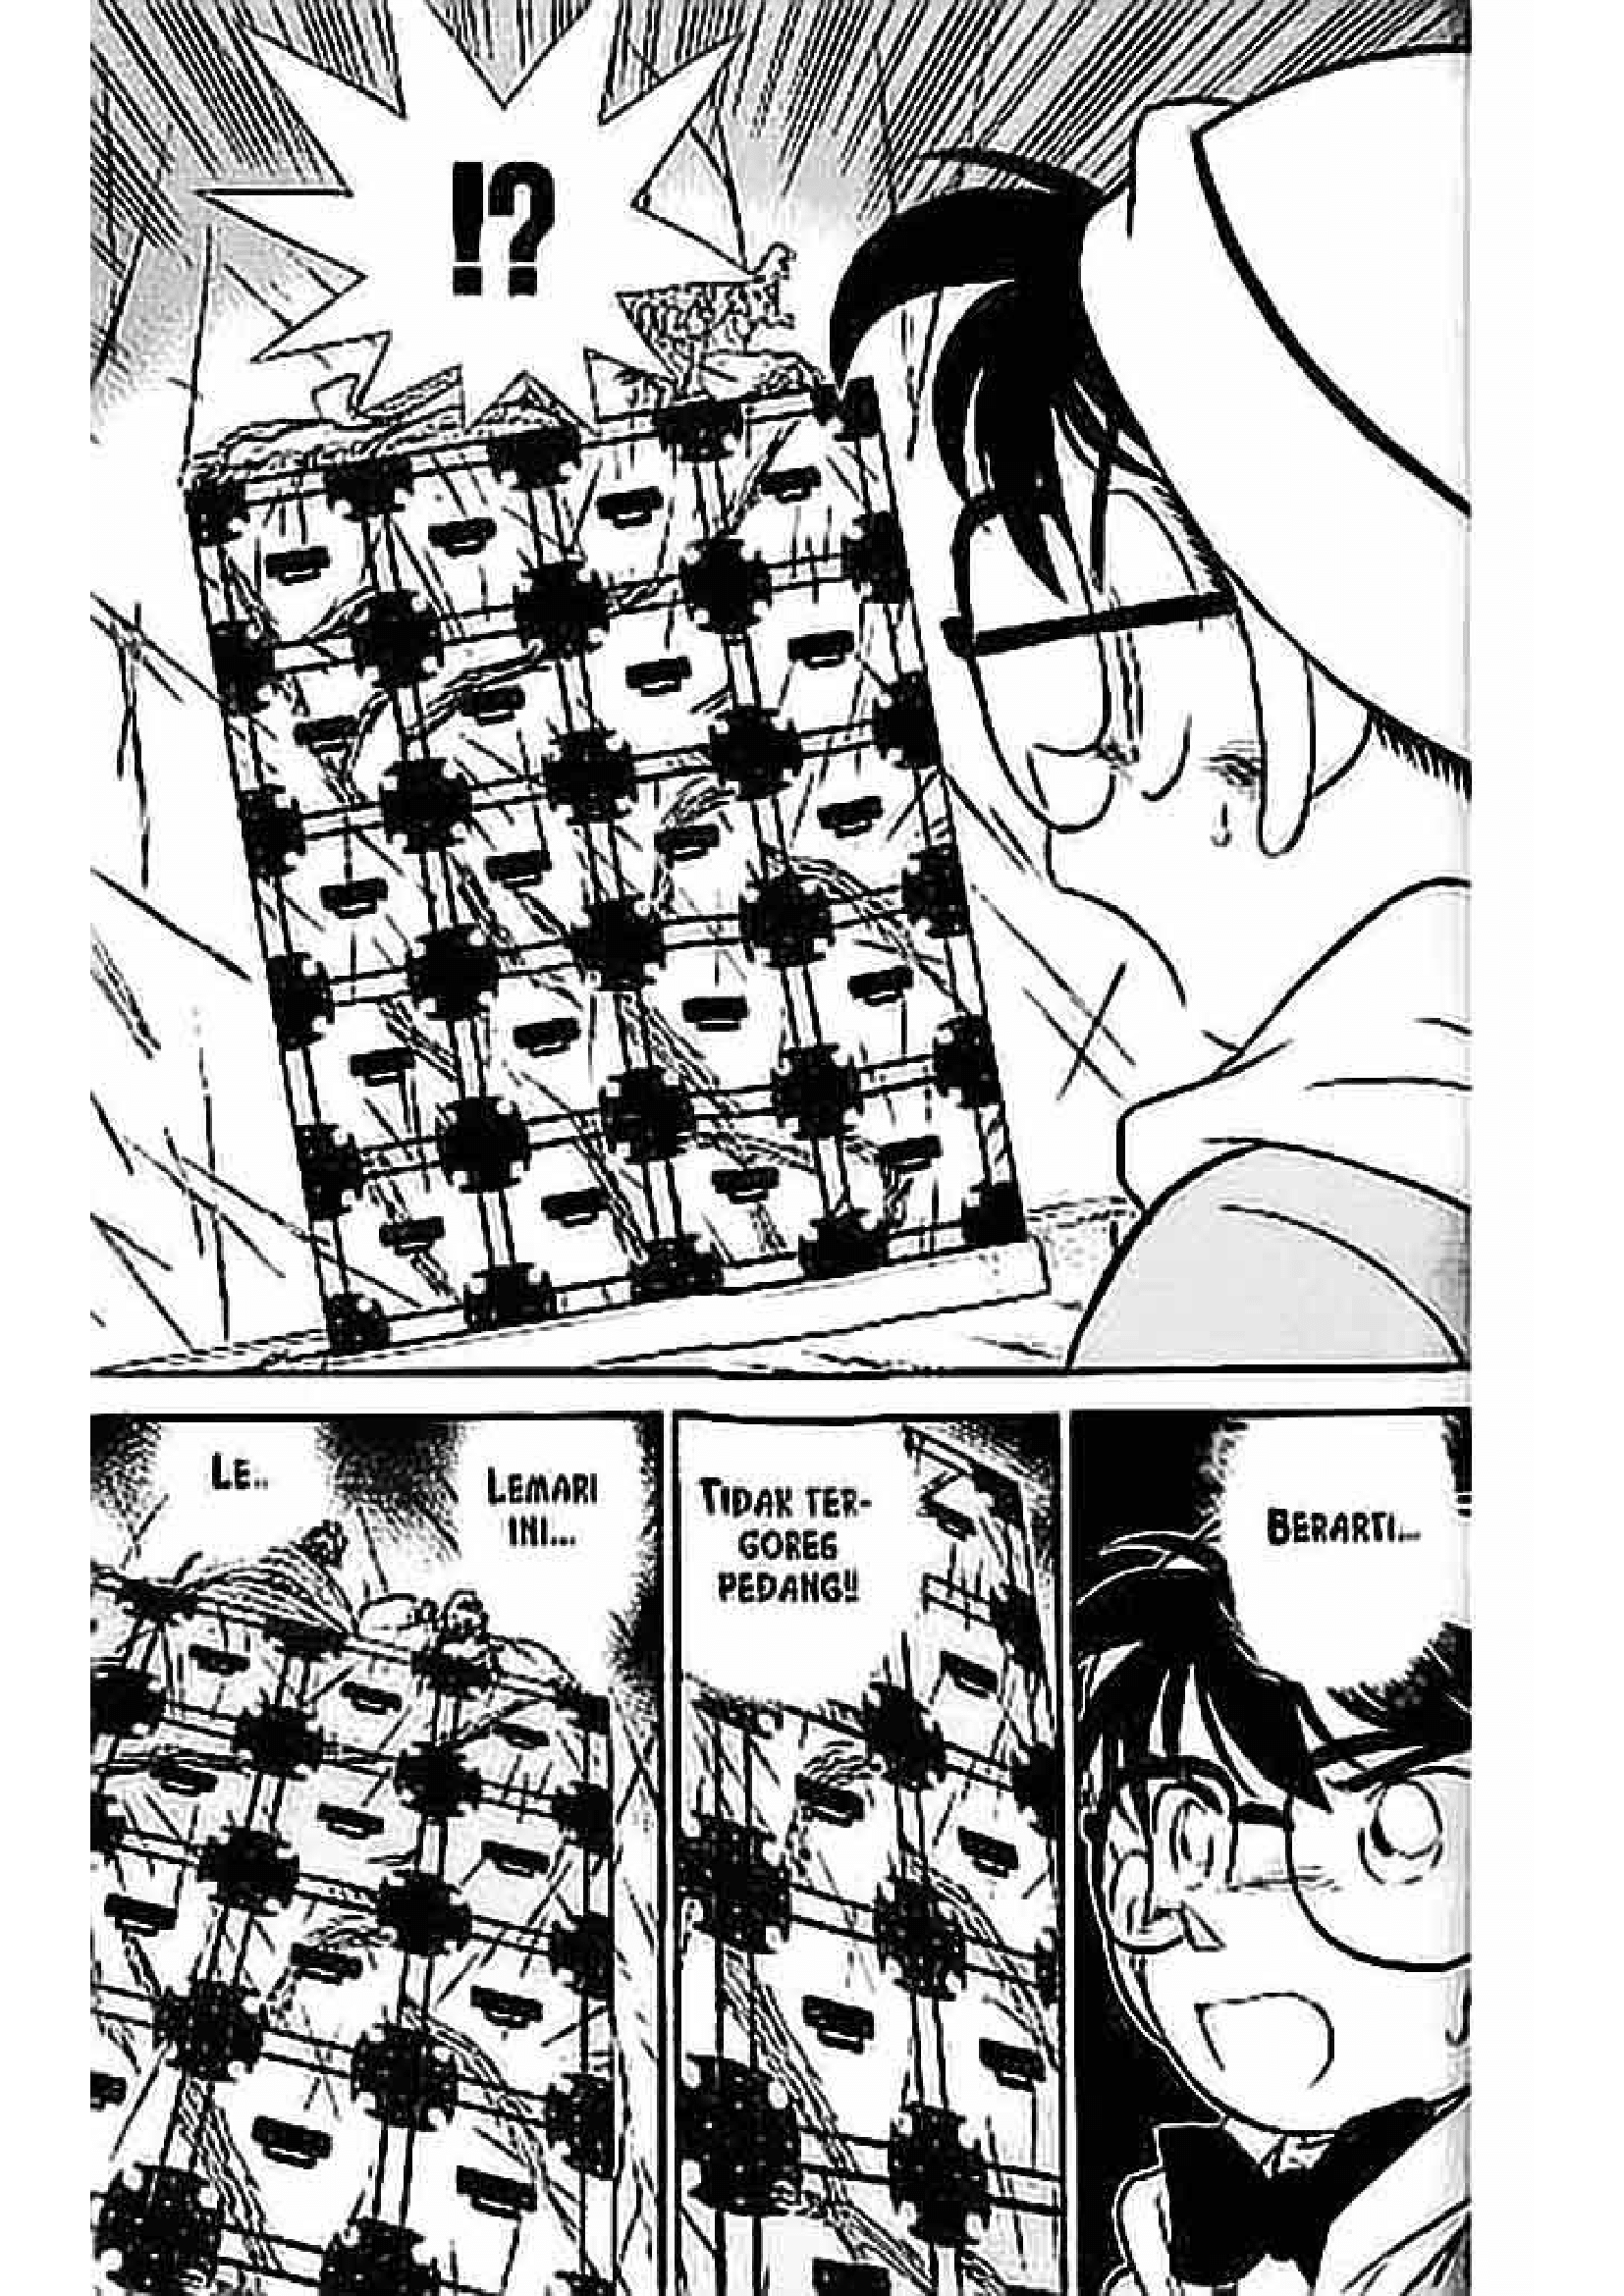 !?
LE..
LEMARI
INI...
TIDAK TER-
GORES
PEDANG!!
BERARTI...